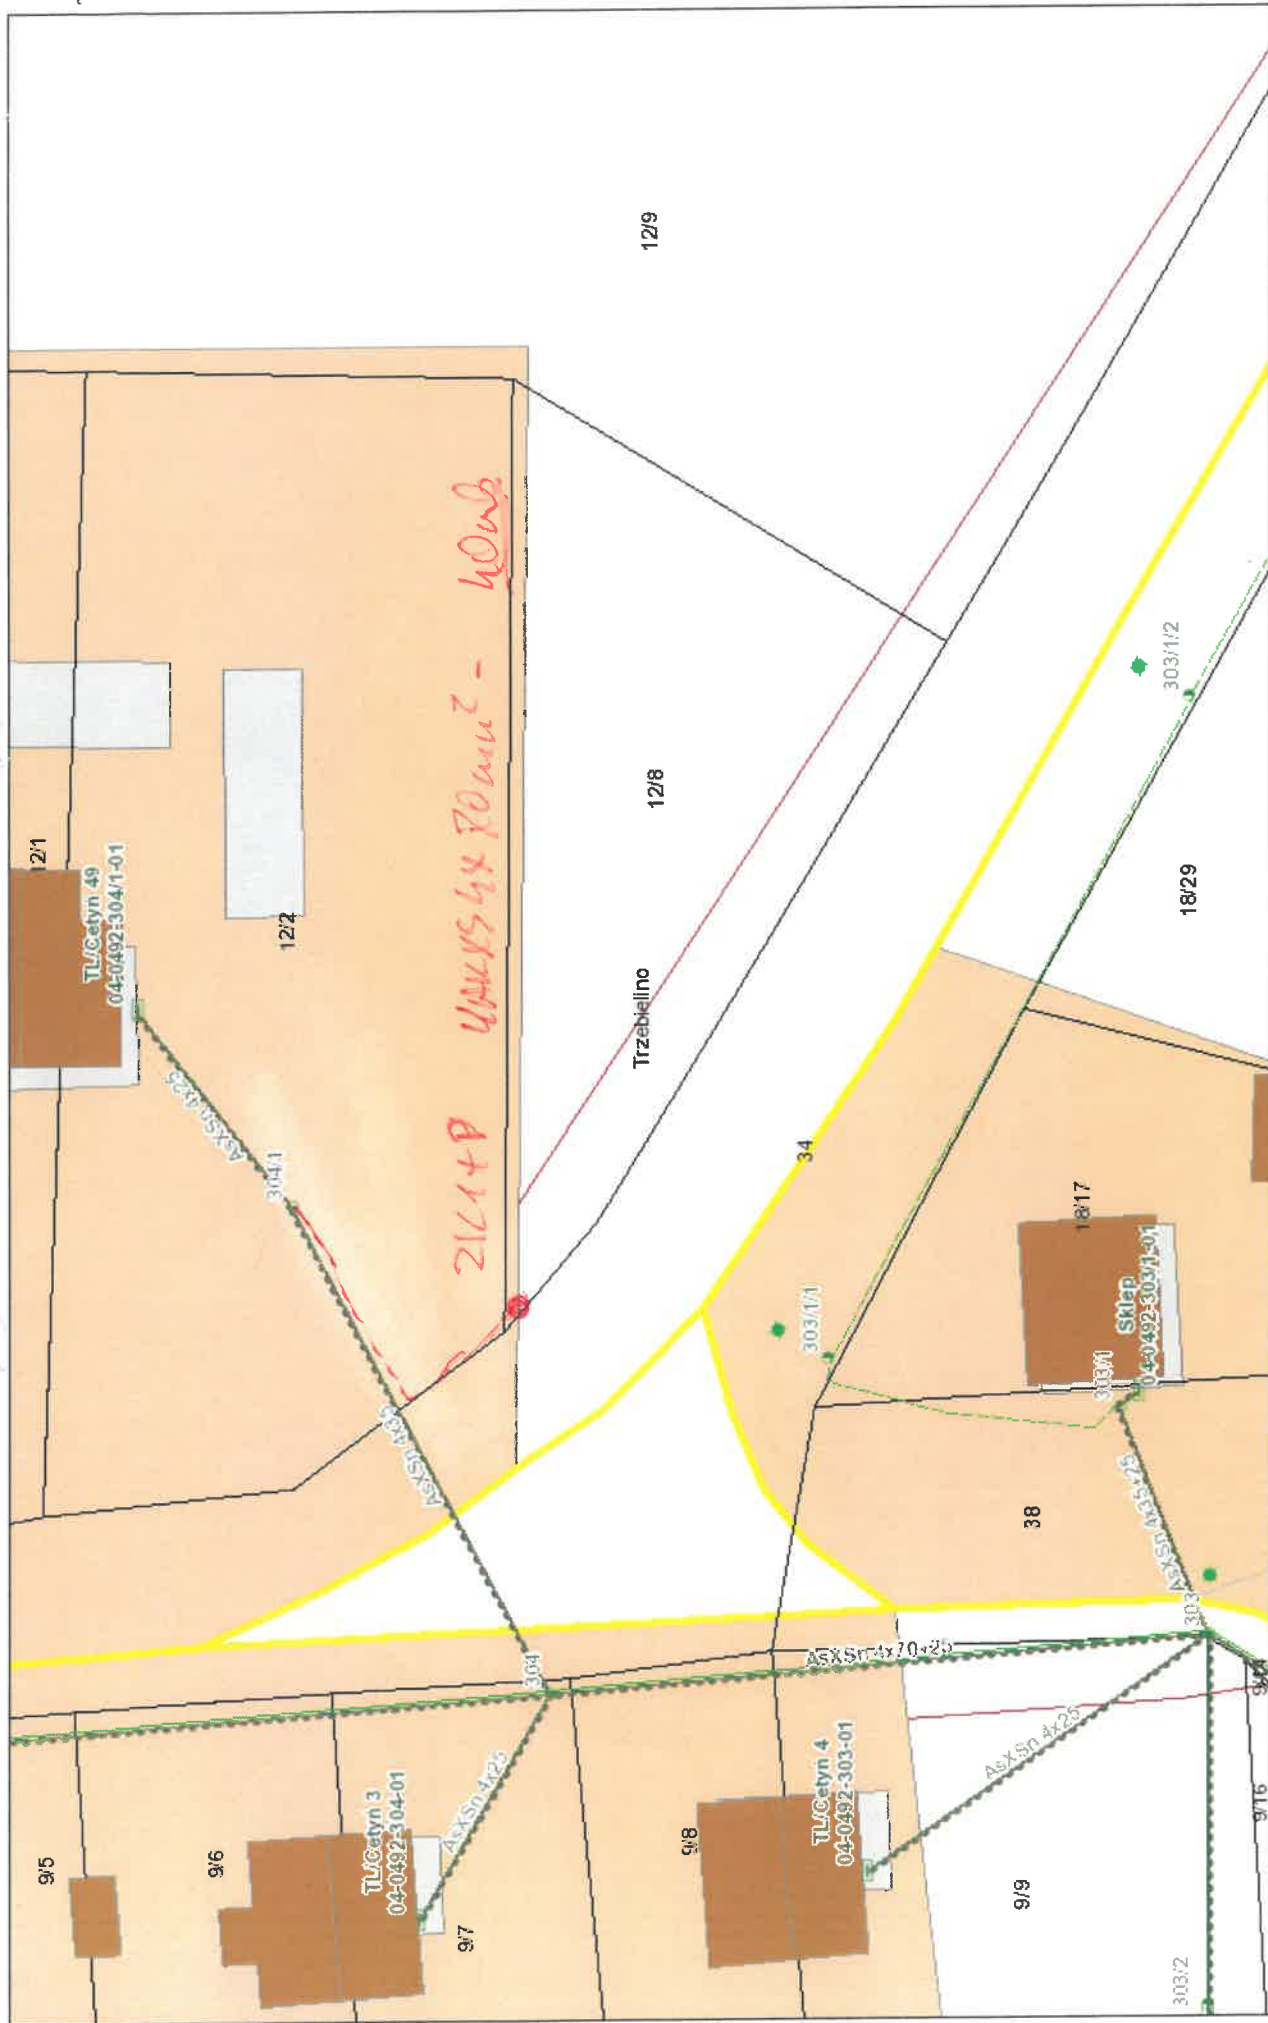 12/9
12/8
Trzebielino
12/1
TL/Cetyn 49
04-0492-304/1-01
12/2
AsXSn 4x25
304/1
AsXSn 4x35
34
303/1/2
18/29
18/17
303/1/1
Sklep
04-0492-303/1-01
303/1
38
AsXSn 4x35+25
303
304
AsXSn 4x70+25
AsXSn 4x25
TL/Cetyn 3
04-0492-304-01
9/5
9/6
9/7
9/8
TL/Cetyn 4
04-0492-303-01
AsXSn 4x25
9/9
9/16
303/2